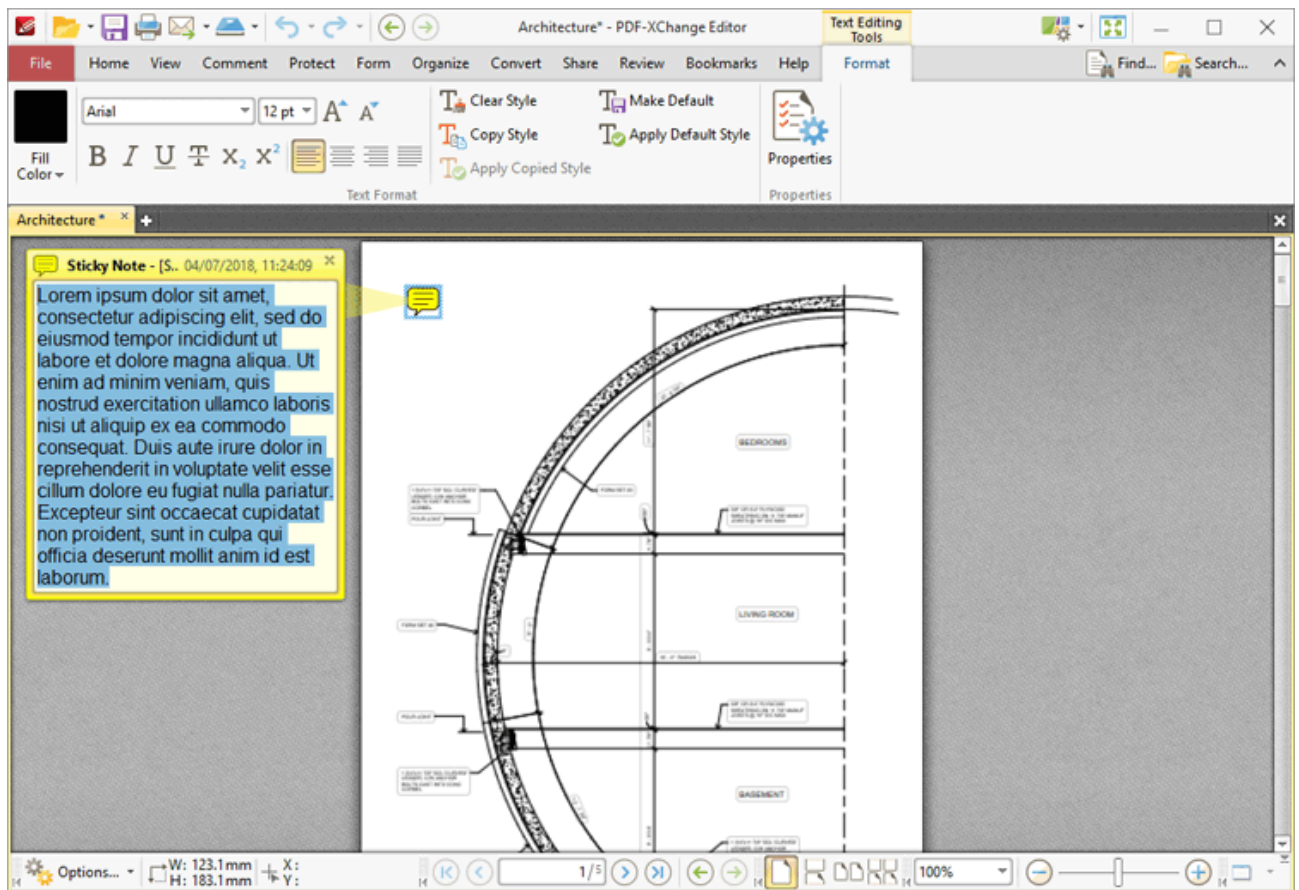 Architecture* - PDF-XChange Editor
Text Editing Tools
File Home View Comment Protect Form Organize Convert Share Review Bookmarks Help Format Find... Search...
Fill Color
Arial 12 pt
B I U T X₂ X²
Clear Style
Copy Style
Apply Copied Style
Make Default
Apply Default Style
Properties
Text Format
Properties
Architecture *
Sticky Note - [S.. 04/07/2018, 11:24:09
Lorem ipsum dolor sit amet,
consectetur adipiscing elit, sed do
eiusmod tempor incididunt ut
labore et dolore magna aliqua. Ut
enim ad minim veniam, quis
nostrud exercitation ullamco laboris
nisi ut aliquip ex ea commodo
consequat. Duis aute irure dolor in
reprehenderit in voluptate velit esse
cillum dolore eu fugiat nulla pariatur.
Excepteur sint occaecat cupidatat
non proident, sunt in culpa qui
officia deserunt mollit anim id est
laborum.
BEDROOMS
LIVING ROOM
BASEMENT
Options...
W: 123.1mm
H: 183.1mm
X:
Y:
1/5
100%